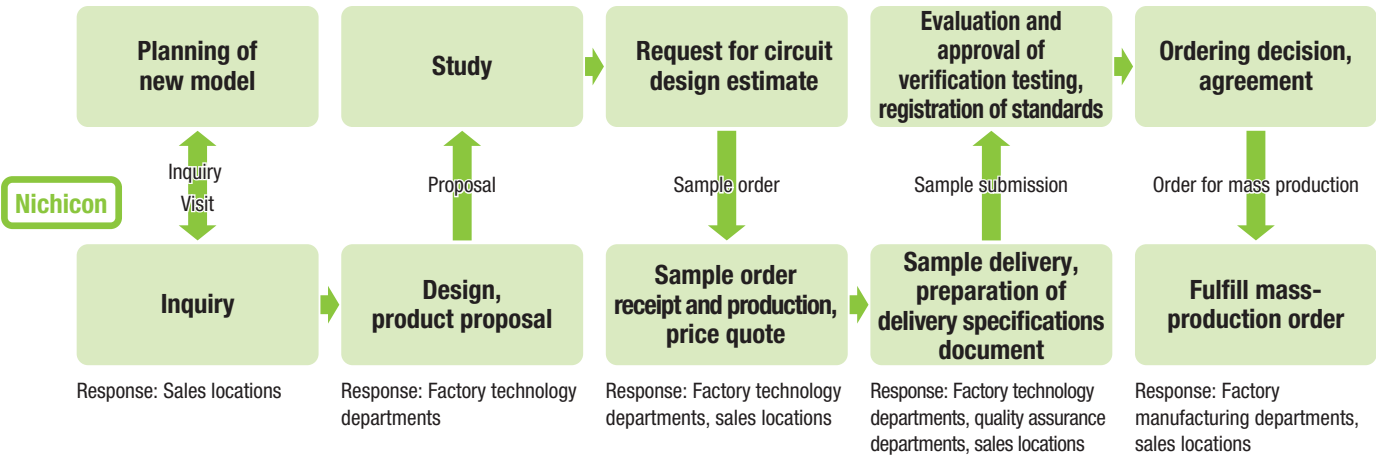 Planning of
new model
Study
Request for circuit
design estimate
Evaluation and
approval of
verification testing,
registration of standards
Ordering decision,
agreement
Inquiry
Visit
Proposal
Sample order
Sample submission
Order for mass production
Nichicon
Inquiry
Design,
product proposal
Sample order
receipt and production,
price quote
Sample delivery,
preparation of
delivery specifications
document
Fulfill mass-
production order
Response: Sales locations
Response: Factory technology
departments
Response: Factory technology
departments, sales locations
Response: Factory technology
departments, quality assurance
departments, sales locations
Response: Factory
manufacturing departments,
sales locations